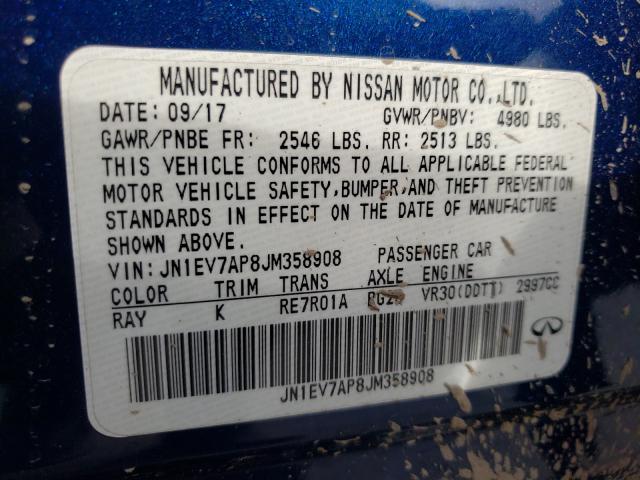 MANUFACTURED BY NISSAN MOTOR CO., LTD.
DATE: 09/17 GVWR/PNBV: 4980 LBS.
GAWR/PNBE FR: 2546 LBS. RR: 2513 LBS.
THIS VEHICLE CONFORMS TO ALL APPLICABLE FEDERAL
MOTOR VEHICLE SAFETY, BUMPER, AND THEFT PREVENTION
STANDARDS IN EFFECT ON THE DATE OF MANUFACTURE
SHOWN ABOVE.
VIN: JN1EV7AP8JM358908 PASSENGER CAR
COLOR TRIM TRANS AXLE ENGINE
RAY K RE7R01A VR30(DDTT) 2997CC
JN1EV7AP8JM358908